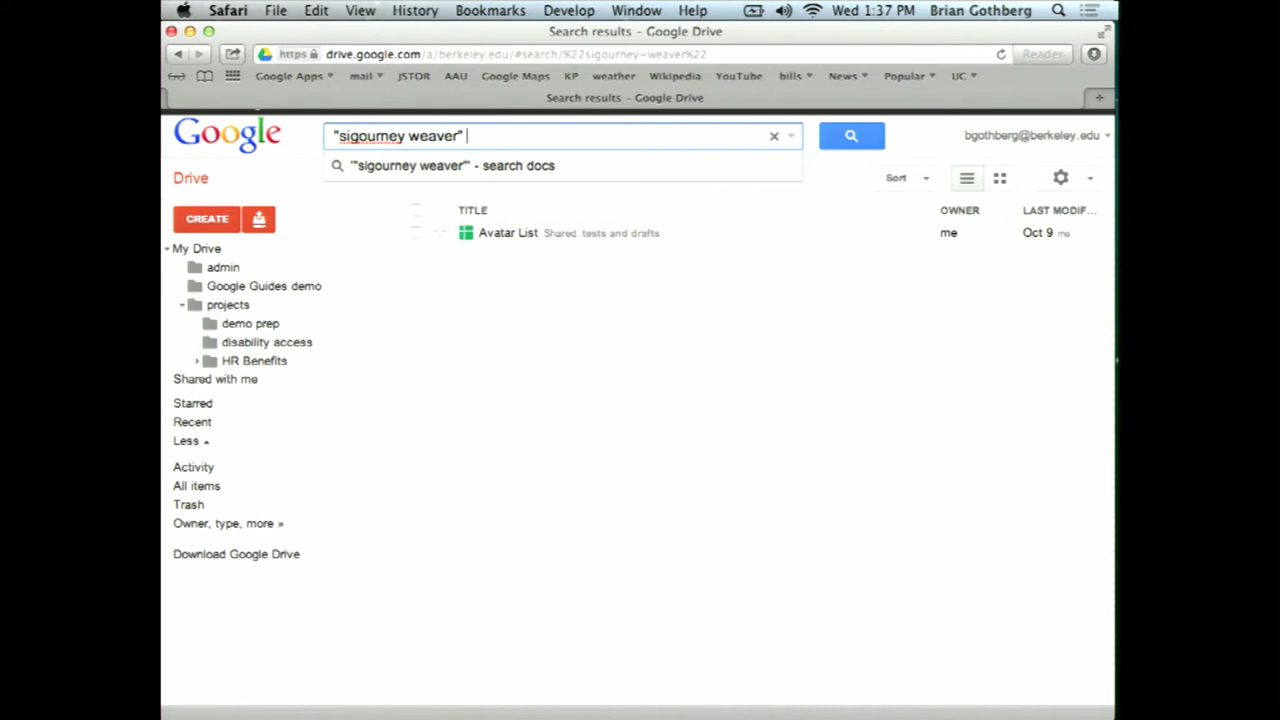 Safari File Edit View History Bookmarks Develop Window Help Wed 1:37 PM Brian Gothberg
Search results - Google Drive
https drive.google.com/a/berkeley.edu/#search/%22sigourney+weaver%22 Reader
Google Apps mail JSTOR AAU Google Maps KP weather Wikipedia YouTube bills News Popular UC
Search results - Google Drive +
Google "sigourney weaver" bgothberg@berkeley.edu
""sigourney weaver"" - search docs
Drive Sort
CREATE TITLE OWNER LAST MODIF...
Avatar List Shared tests and drafts me Oct 9 me
My Drive
admin
Google Guides demo
projects
demo prep
disability access
HR Benefits
Shared with me
Starred
Recent
Less
Activity
All items
Trash
Owner, type, more »
Download Google Drive